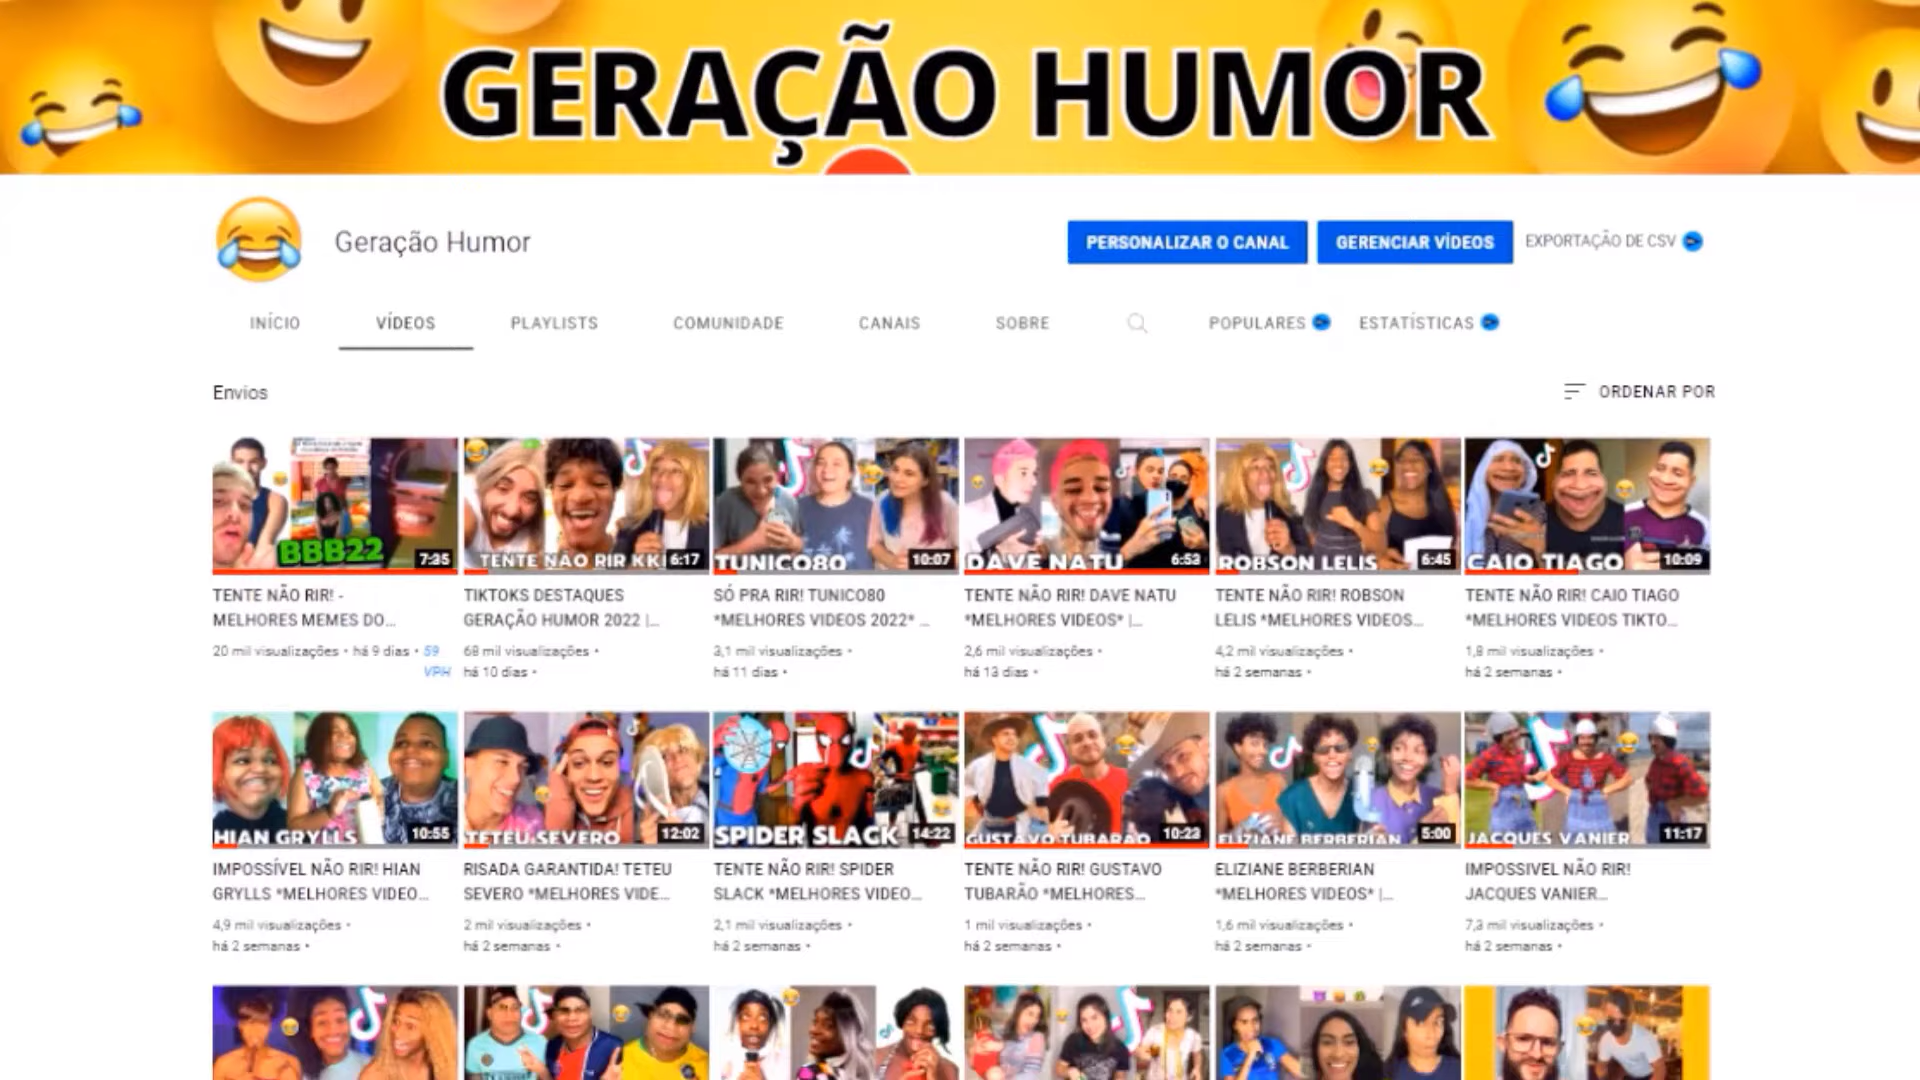 GERAÇÃO HUMOR
Geração Humor
PERSONALIZAR O CANAL
GERENCIAR VÍDEOS
EXPORTAÇÃO DE CSV
INÍCIO
VÍDEOS
PLAYLISTS
COMUNIDADE
CANAIS
SOBRE
POPULARES
ESTATÍSTICAS
Envios
ORDENAR POR
BBB22
7:35
TENTE NÃO RIR KK
6:17
TUNICO80
10:07
DAVE NATU
6:53
ROBSON LELIS
6:45
CAIO TIAGO
10:09
TENTE NÃO RIR! -
MELHORES MEMES DO...
20 mil visualizações • há 9 dias • 59
VPH
TIKTOKS DESTAQUES
GERAÇÃO HUMOR 2022 |...
68 mil visualizações •
há 10 dias •
SÓ PRA RIR! TUNICO80
*MELHORES VIDEOS 2022* ...
3,1 mil visualizações •
há 11 dias •
TENTE NÃO RIR! DAVE NATU
*MELHORES VIDEOS* |...
2,6 mil visualizações •
há 13 dias •
TENTE NÃO RIR! ROBSON
LELIS *MELHORES VIDEOS...
4,2 mil visualizações •
há 2 semanas •
TENTE NÃO RIR! CAIO TIAGO
*MELHORES VIDEOS TIKTO...
1,8 mil visualizações •
há 2 semanas •
HIAN GRYLLS
10:55
TETEU SEVERO
12:02
SPIDER SLACK
14:22
GUSTAVO TUBARÃO
10:23
ELIZIANE BERBERIAN
5:00
JACQUES VANIER
11:17
IMPOSSÍVEL NÃO RIR! HIAN
GRYLLS *MELHORES VIDEO...
4,9 mil visualizações •
há 2 semanas •
RISADA GARANTIDA! TETEU
SEVERO *MELHORES VIDE...
2 mil visualizações •
há 2 semanas •
TENTE NÃO RIR! SPIDER
SLACK *MELHORES VIDEO...
2,1 mil visualizações •
há 2 semanas •
TENTE NÃO RIR! GUSTAVO
TUBARÃO *MELHORES...
1 mil visualizações •
há 2 semanas •
ELIZIANE BERBERIAN
*MELHORES VIDEOS* |...
1,6 mil visualizações •
há 2 semanas •
IMPOSSIVEL NÃO RIR!
JACQUES VANIER...
7,3 mil visualizações •
há 2 semanas •